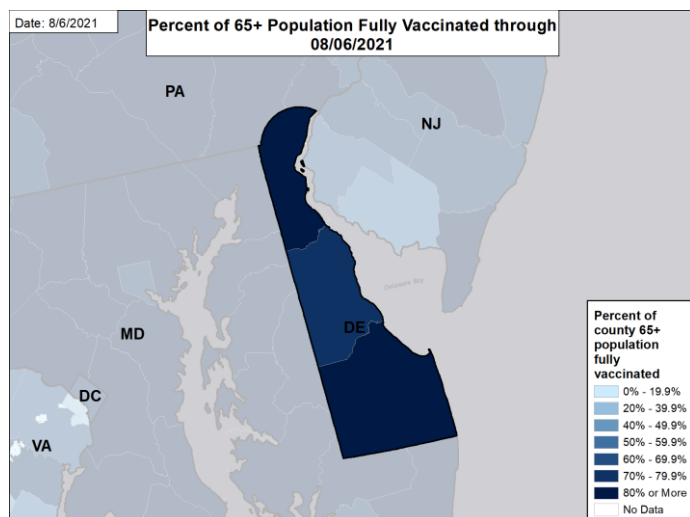 Date: 8/6/2021
Percent of 65+ Population Fully Vaccinated through
08/06/2021
PA
NJ
Delaware Bay
MD
DE
DC
VA
Percent of
county 65+
population
fully
vaccinated
0% - 19.9%
20% - 39.9%
40% - 49.9%
50% - 59.9%
60% - 69.9%
70% - 79.9%
80% or More
No Data